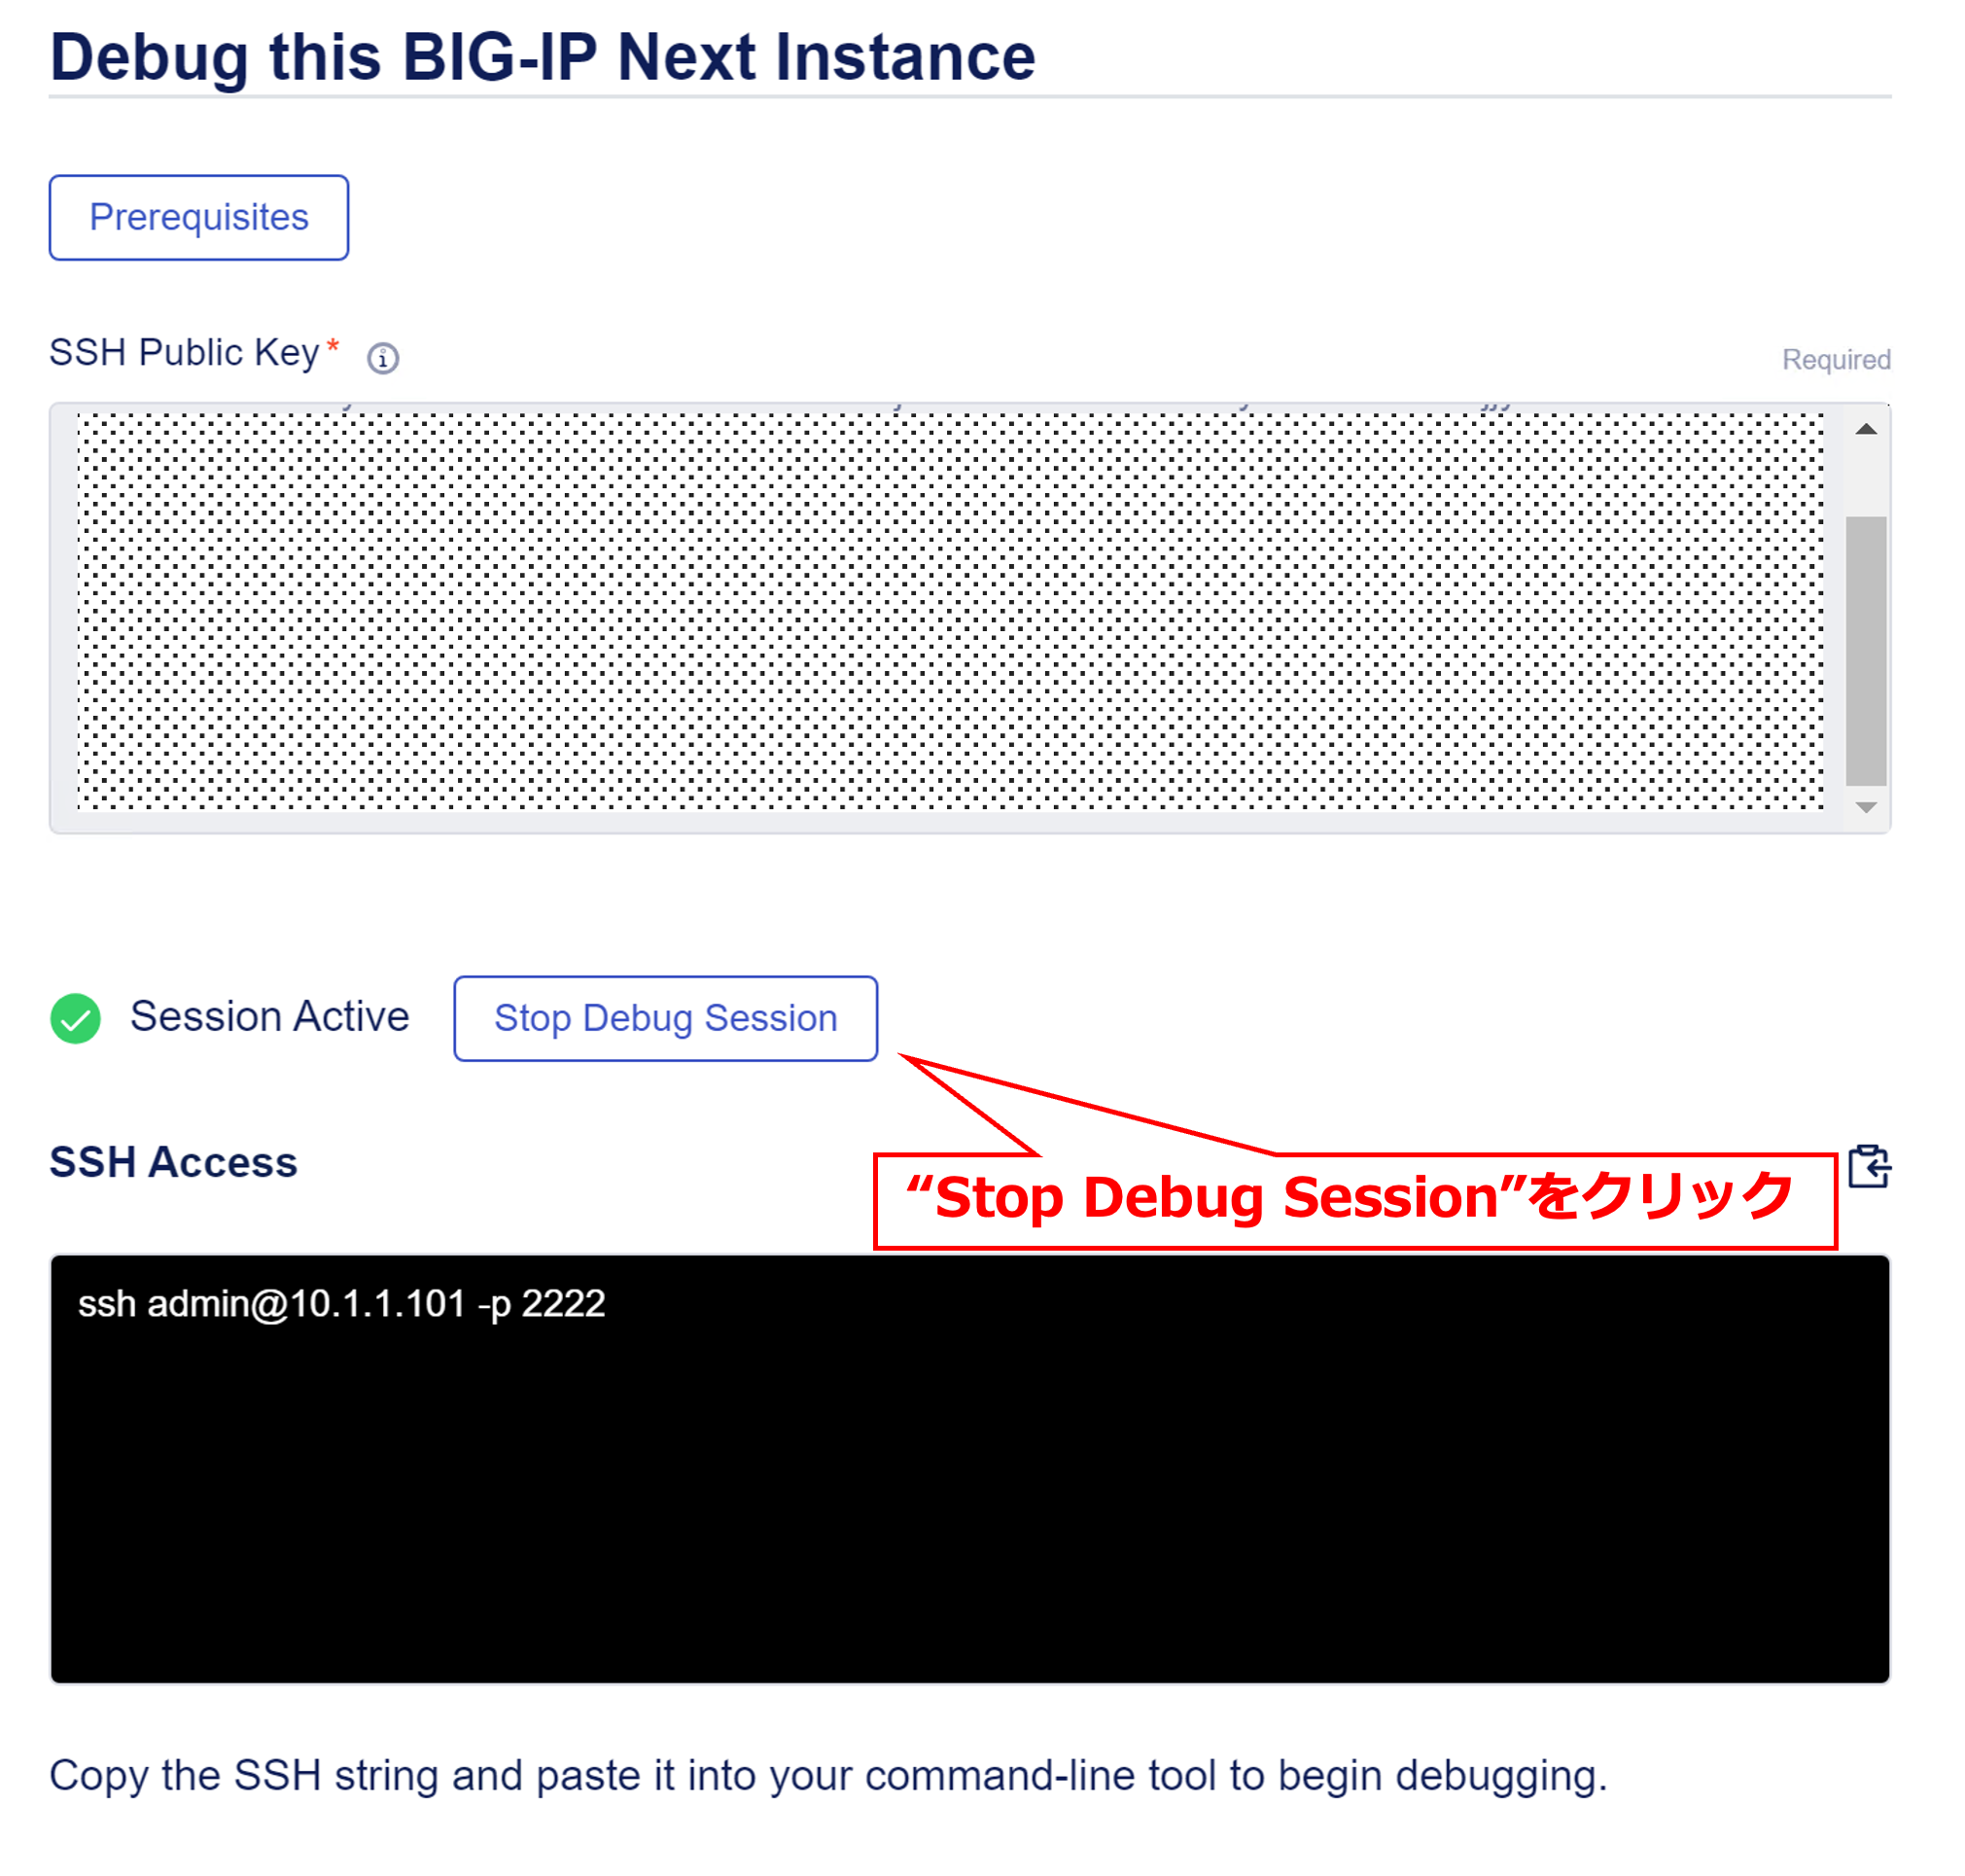 Debug this BIG-IP Next Instance
Prerequisites
SSH Public Key*
Required
Session Active
Stop Debug Session
SSH Access
“Stop Debug Session”をクリック
ssh admin@10.1.1.101 -p 2222
Copy the SSH string and paste it into your command-line tool to begin debugging.